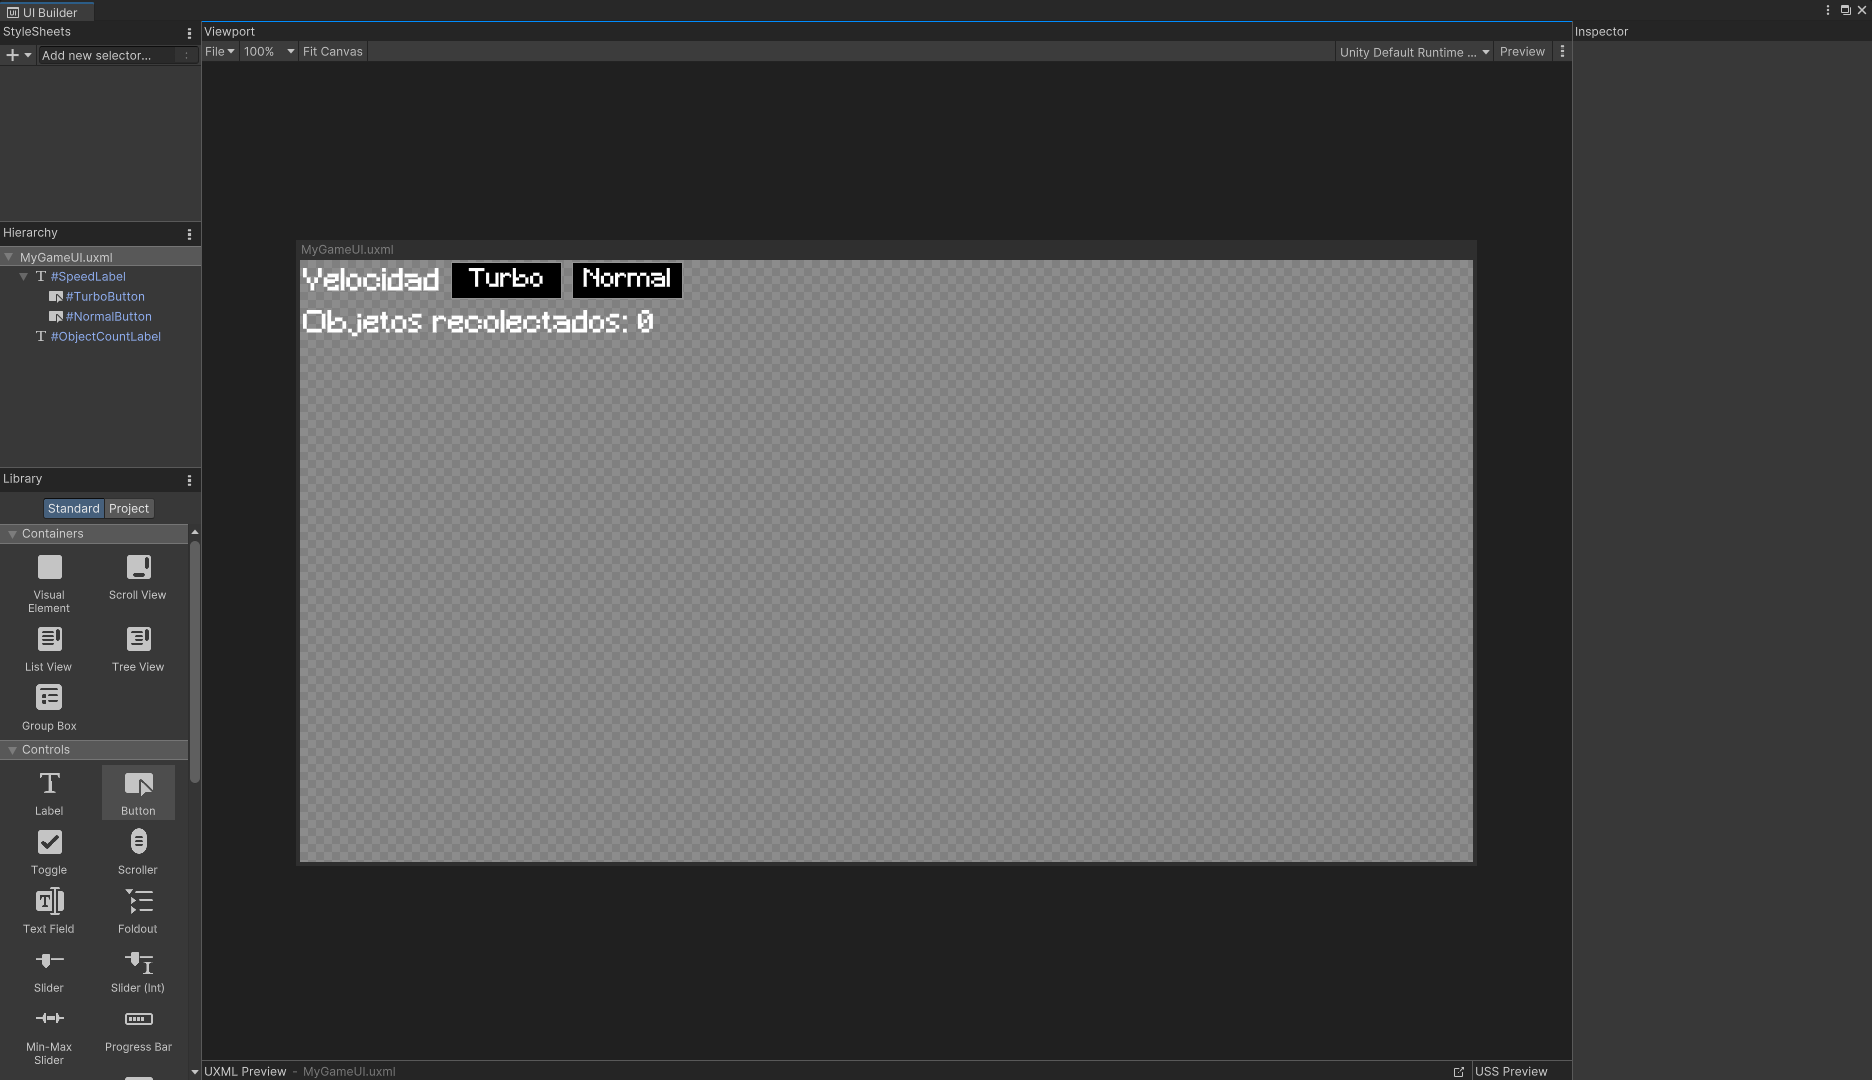 UI Builder
StyleSheets
Add new selector...
Hierarchy
MyGameUI.uxml
#SpeedLabel
#TurboButton
#NormalButton
#ObjectCountLabel
Library
Standard Project
Containers
Visual Element
Scroll View
List View
Tree View
Group Box
Controls
Label
Button
Toggle
Scroller
Text Field
Foldout
Slider
Slider (Int)
Min-Max Slider
Progress Bar
Viewport
File 100% Fit Canvas
Unity Default Runtime ... Preview
MyGameUI.uxml
Velocidad Turbo Normal
Objetos recolectados: 0
UXML Preview - MyGameUI.uxml
USS Preview
Inspector